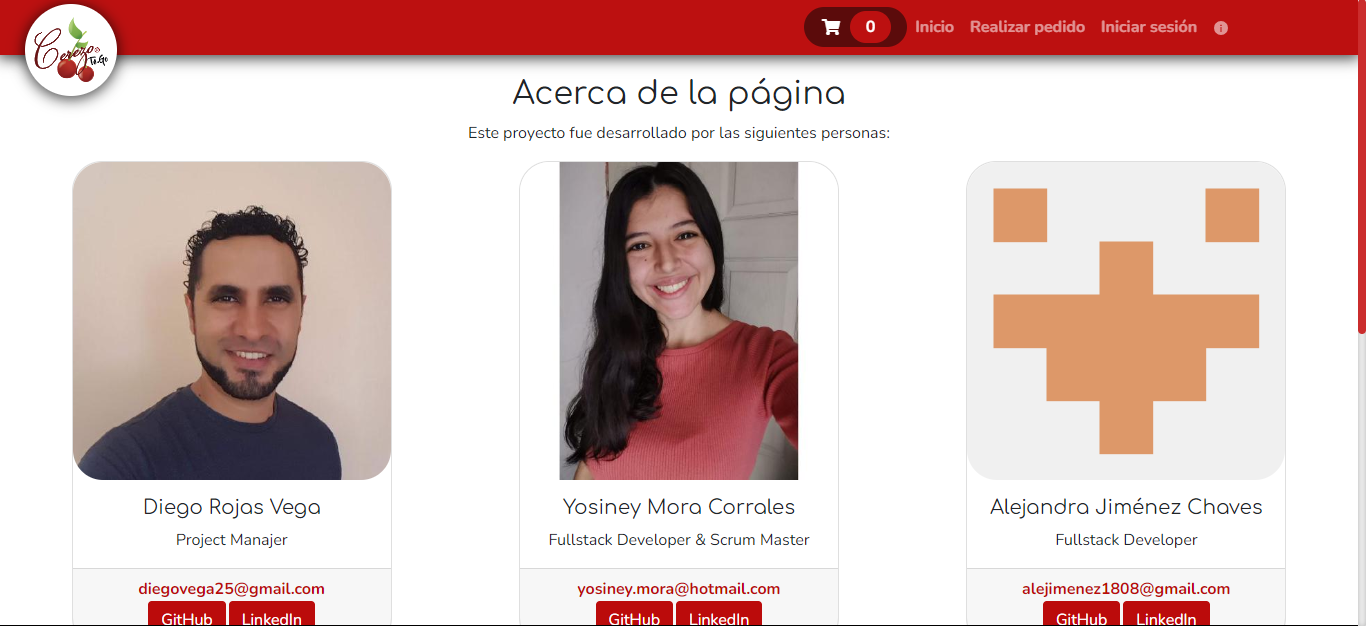 Cerezo
To Go
0
Inicio
Realizar pedido
Iniciar sesión
Acerca de la página
Este proyecto fue desarrollado por las siguientes personas:
Diego Rojas Vega
Project Manajer
diegovega25@gmail.com
GitHub LinkedIn
Yosiney Mora Corrales
Fullstack Developer & Scrum Master
yosiney.mora@hotmail.com
GitHub LinkedIn
Alejandra Jiménez Chaves
Fullstack Developer
alejimenez1808@gmail.com
GitHub LinkedIn